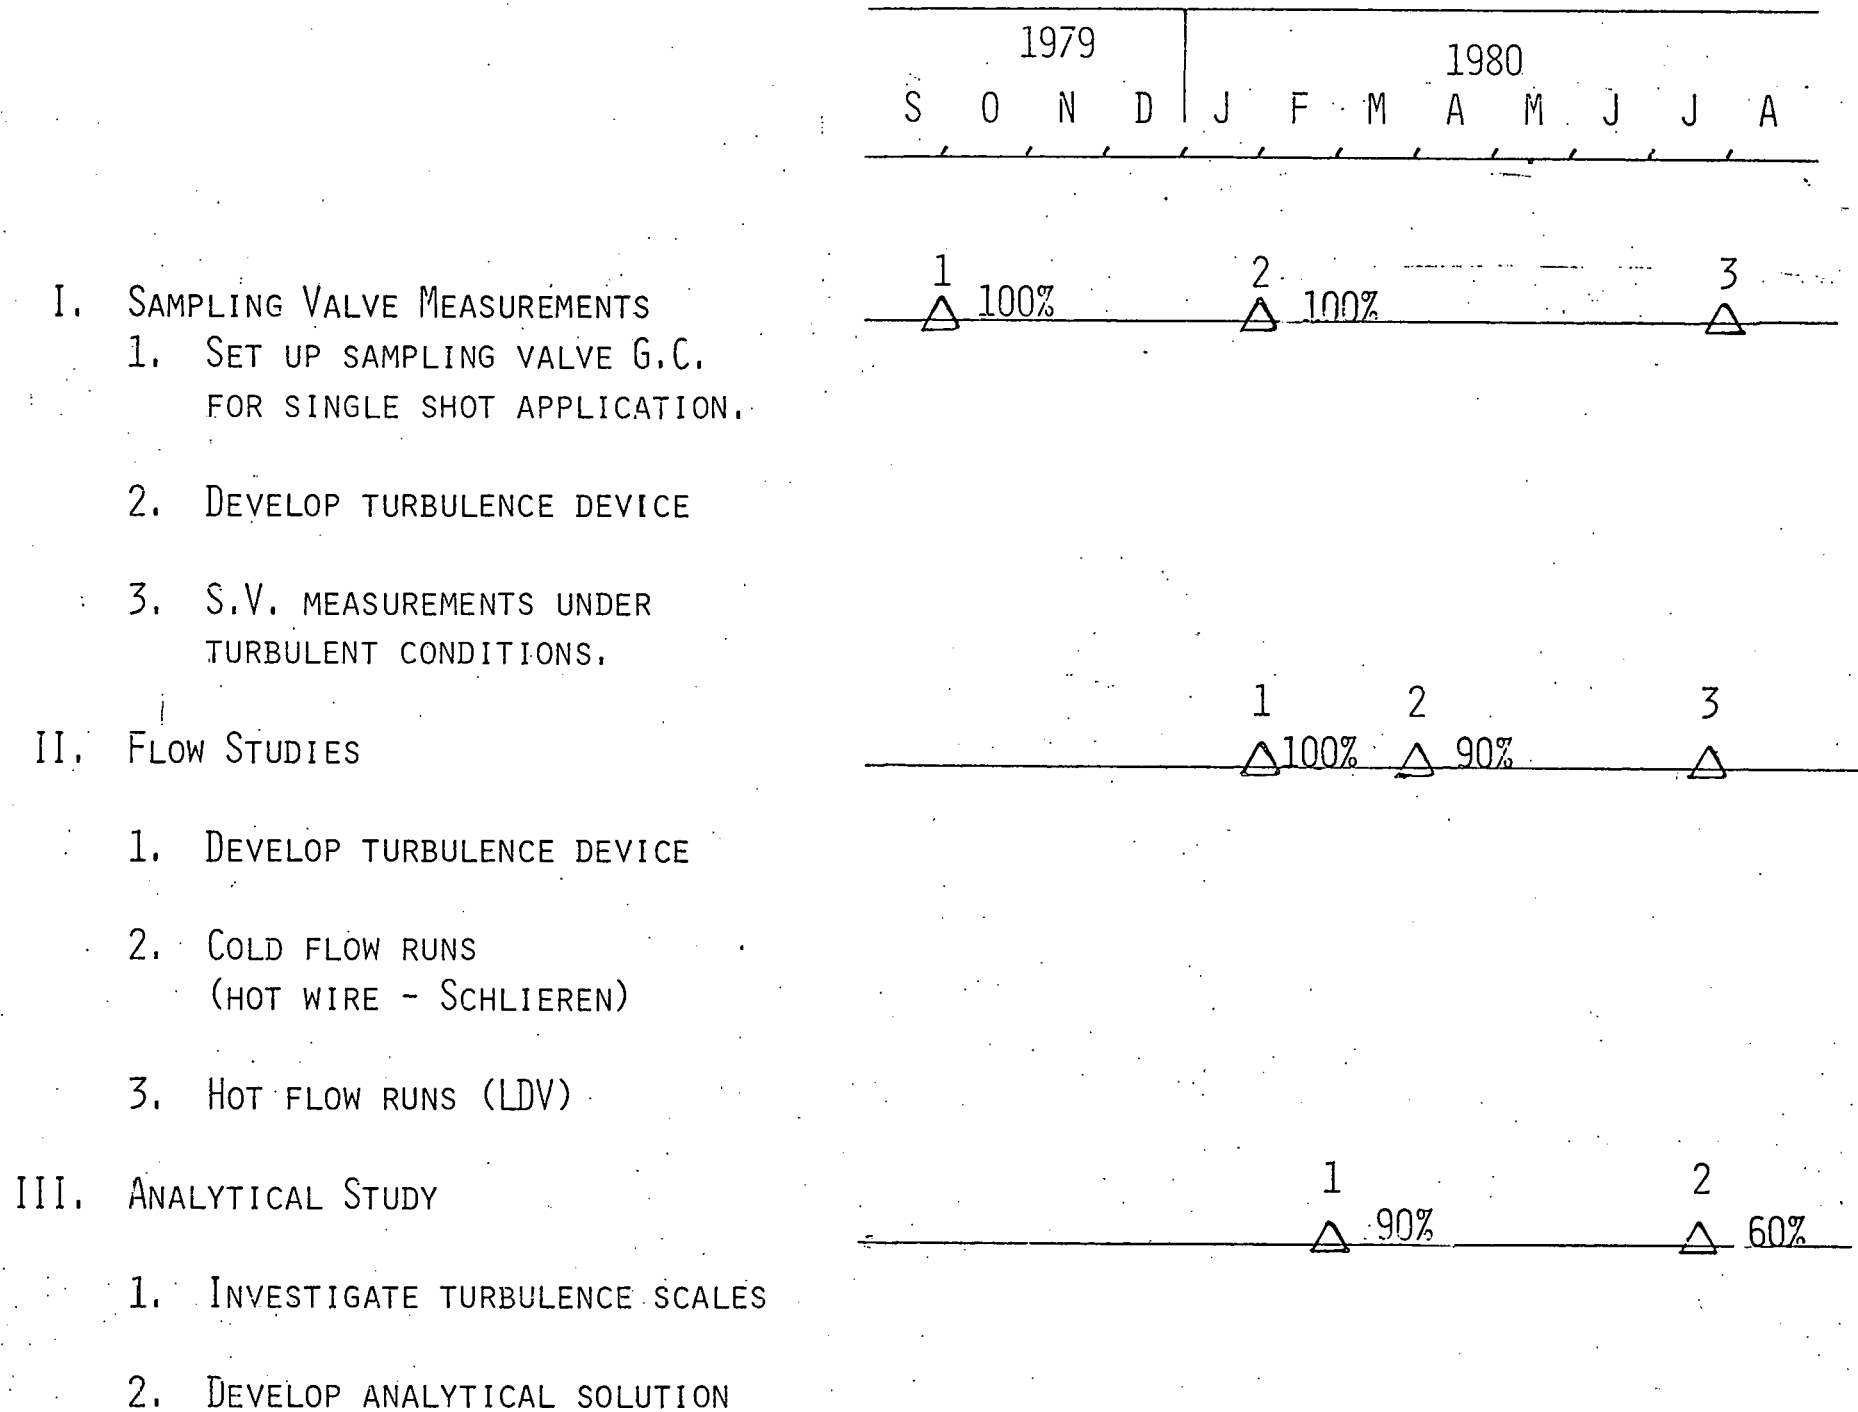 1979 1980
S O N D J F M A M J J A
1 2 3
I. SAMPLING VALVE MEASUREMENTS 100% 100%
1. SET UP SAMPLING VALVE G.C.
FOR SINGLE SHOT APPLICATION.
2. DEVELOP TURBULENCE DEVICE
3. S.V. MEASUREMENTS UNDER
TURBULENT CONDITIONS.
1 2 3
II. FLOW STUDIES 100% 90%
1. DEVELOP TURBULENCE DEVICE
2. COLD FLOW RUNS
(HOT WIRE - SCHLIEREN)
3. HOT FLOW RUNS (LDV)
1 2
III. ANALYTICAL STUDY 90% 60%
1. INVESTIGATE TURBULENCE SCALES
2. DEVELOP ANALYTICAL SOLUTION